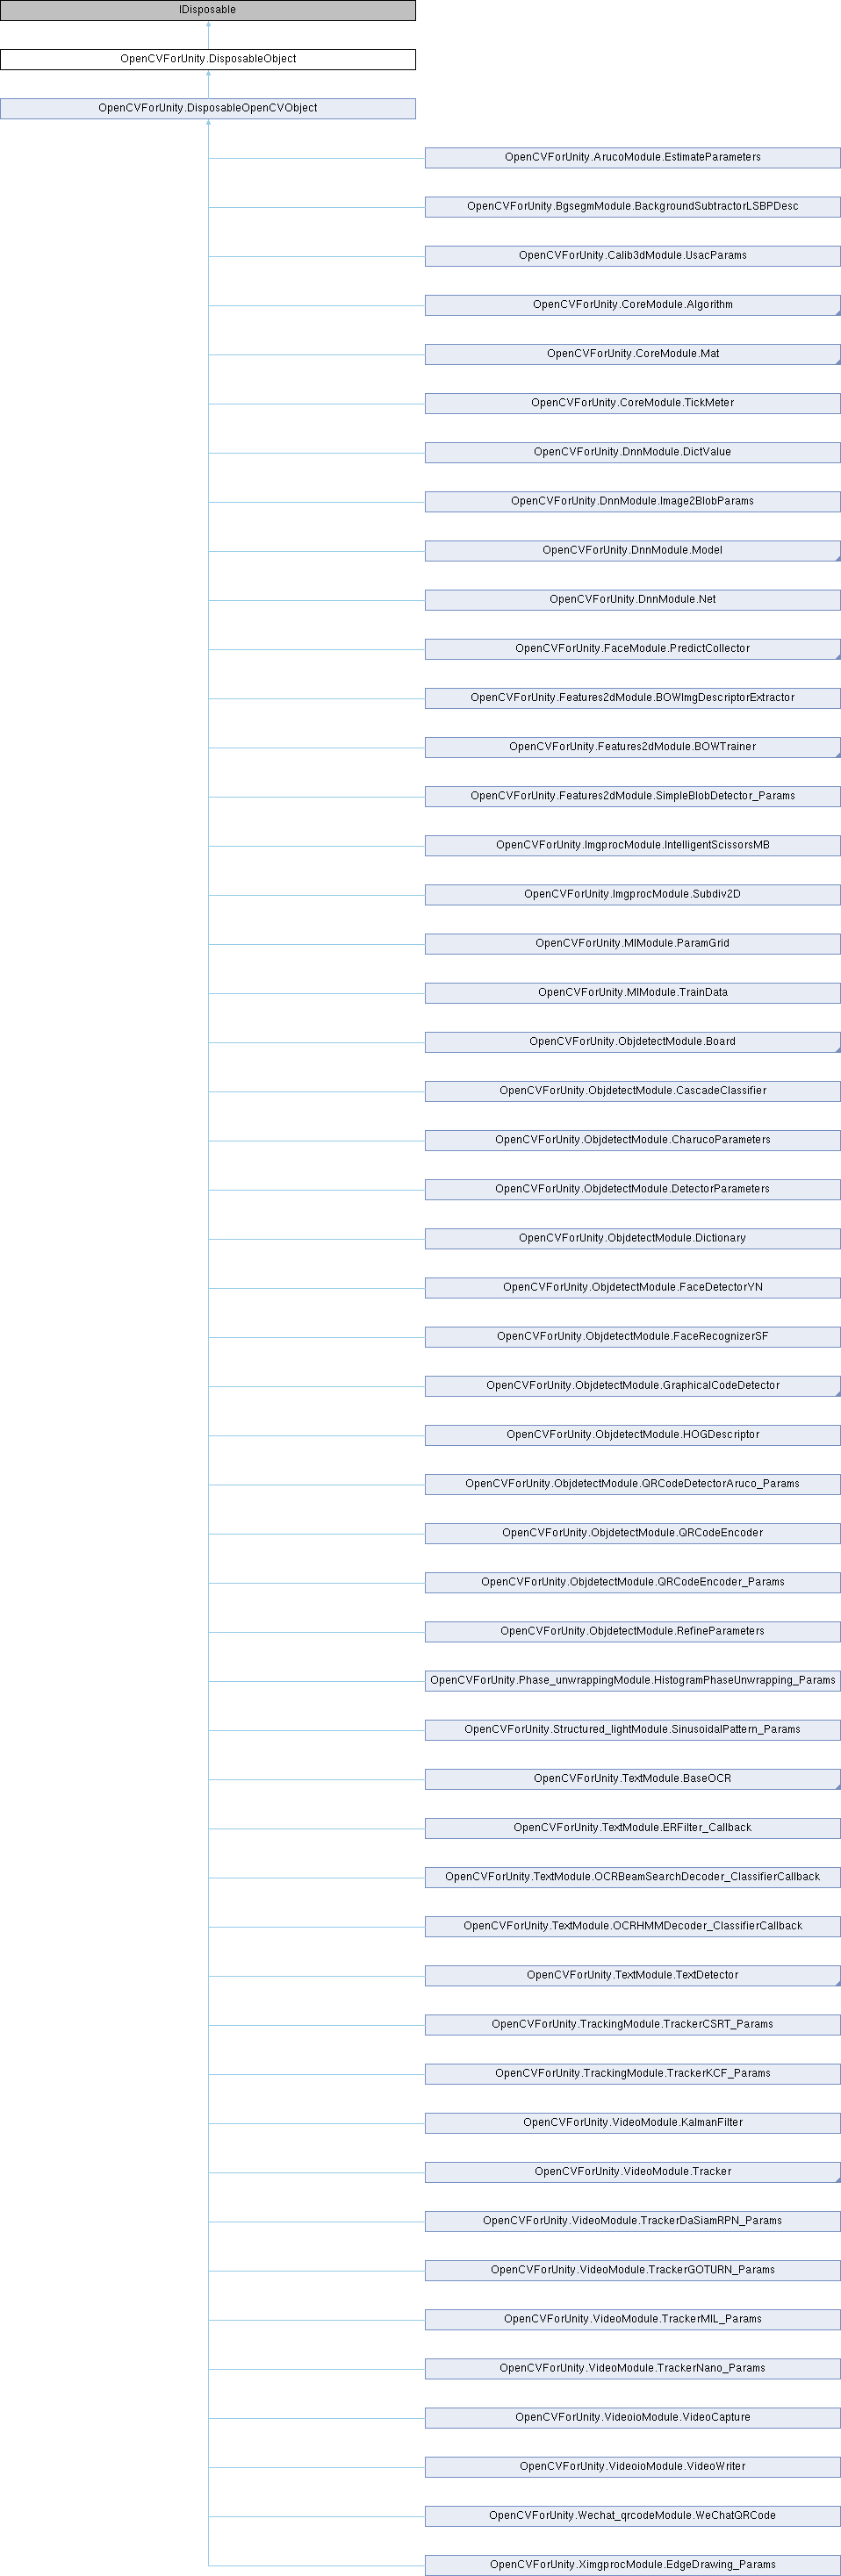 IDisposable
OpenCVForUnity.DisposableObject
OpenCVForUnity.DisposableOpenCVObject
OpenCVForUnity.ArucoModule.EstimateParameters
OpenCVForUnity.BgsegmModule.BackgroundSubtractorLSBPDesc
OpenCVForUnity.Calib3dModule.UsacParams
OpenCVForUnity.CoreModule.Algorithm
OpenCVForUnity.CoreModule.Mat
OpenCVForUnity.CoreModule.TickMeter
OpenCVForUnity.DnnModule.DictValue
OpenCVForUnity.DnnModule.Image2BlobParams
OpenCVForUnity.DnnModule.Model
OpenCVForUnity.DnnModule.Net
OpenCVForUnity.FaceModule.PredictCollector
OpenCVForUnity.Features2dModule.BOWImgDescriptorExtractor
OpenCVForUnity.Features2dModule.BOWTrainer
OpenCVForUnity.Features2dModule.SimpleBlobDetector_Params
OpenCVForUnity.ImgprocModule.IntelligentScissorsMB
OpenCVForUnity.ImgprocModule.Subdiv2D
OpenCVForUnity.MlModule.ParamGrid
OpenCVForUnity.MlModule.TrainData
OpenCVForUnity.ObjdetectModule.Board
OpenCVForUnity.ObjdetectModule.CascadeClassifier
OpenCVForUnity.ObjdetectModule.CharucoParameters
OpenCVForUnity.ObjdetectModule.DetectorParameters
OpenCVForUnity.ObjdetectModule.Dictionary
OpenCVForUnity.ObjdetectModule.FaceDetectorYN
OpenCVForUnity.ObjdetectModule.FaceRecognizerSF
OpenCVForUnity.ObjdetectModule.GraphicalCodeDetector
OpenCVForUnity.ObjdetectModule.HOGDescriptor
OpenCVForUnity.ObjdetectModule.QRCodeDetectorAruco_Params
OpenCVForUnity.ObjdetectModule.QRCodeEncoder
OpenCVForUnity.ObjdetectModule.QRCodeEncoder_Params
OpenCVForUnity.ObjdetectModule.RefineParameters
OpenCVForUnity.Phase_unwrappingModule.HistogramPhaseUnwrapping_Params
OpenCVForUnity.Structured_lightModule.SinusoidalPattern_Params
OpenCVForUnity.TextModule.BaseOCR
OpenCVForUnity.TextModule.ERFilter_Callback
OpenCVForUnity.TextModule.OCRBeamSearchDecoder_ClassifierCallback
OpenCVForUnity.TextModule.OCRHMMDecoder_ClassifierCallback
OpenCVForUnity.TextModule.TextDetector
OpenCVForUnity.TrackingModule.TrackerCSRT_Params
OpenCVForUnity.TrackingModule.TrackerKCF_Params
OpenCVForUnity.VideoModule.KalmanFilter
OpenCVForUnity.VideoModule.Tracker
OpenCVForUnity.VideoModule.TrackerDaSiamRPN_Params
OpenCVForUnity.VideoModule.TrackerGOTURN_Params
OpenCVForUnity.VideoModule.TrackerMIL_Params
OpenCVForUnity.VideoModule.TrackerNano_Params
OpenCVForUnity.VideoioModule.VideoCapture
OpenCVForUnity.VideoioModule.VideoWriter
OpenCVForUnity.Wechat_qrcodeModule.WeChatQRCode
OpenCVForUnity.XimgprocModule.EdgeDrawing_Params